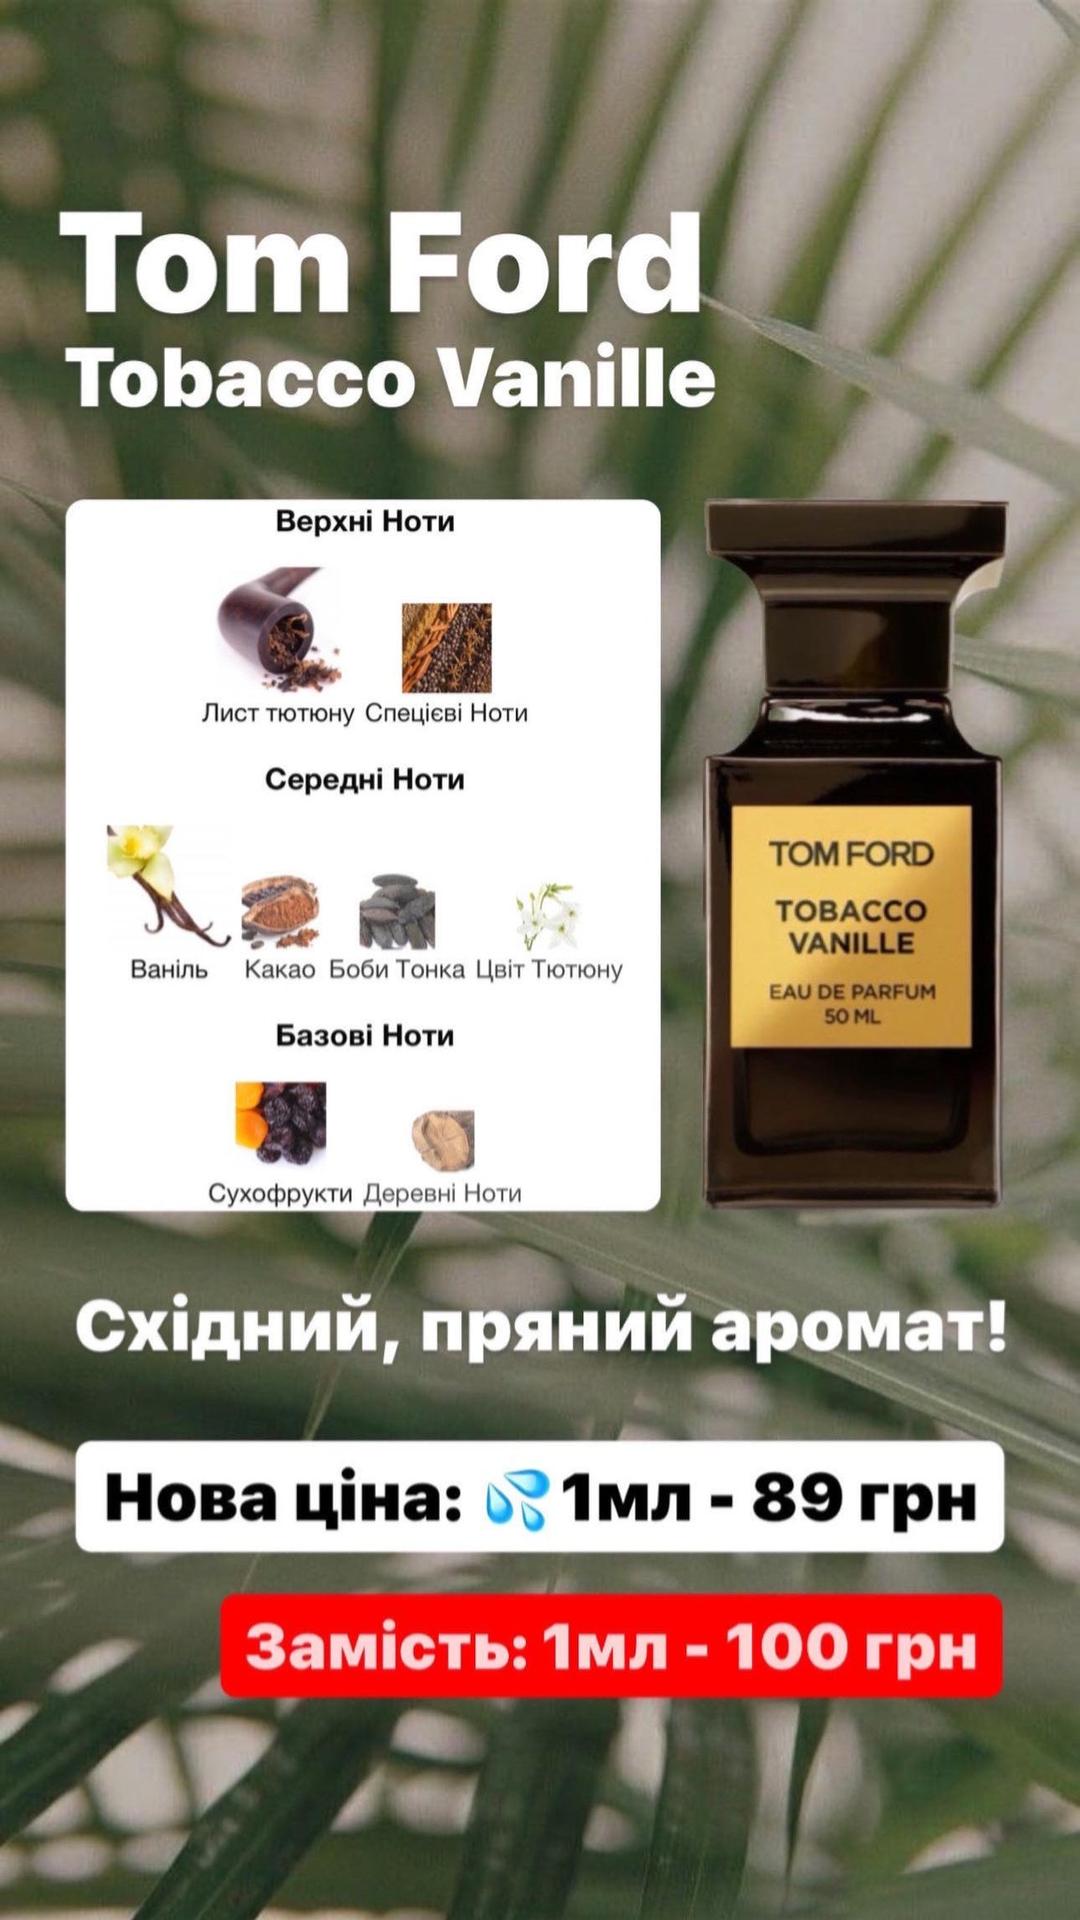 Tom Ford
Tobacco Vanille
Верхні Ноти
Лист тютюну Спецієві Ноти
Середні Ноти
Ваніль Какао Боби Тонка Цвіт Тютюну
Базові Ноти
Сухофрукти Деревні Ноти
TOM FORD
TOBACCO
VANILLE
EAU DE PARFUM
50 ML
Східний, пряний аромат!
Нова ціна: 💦 1мл - 89 грн
Замість: 1мл - 100 грн